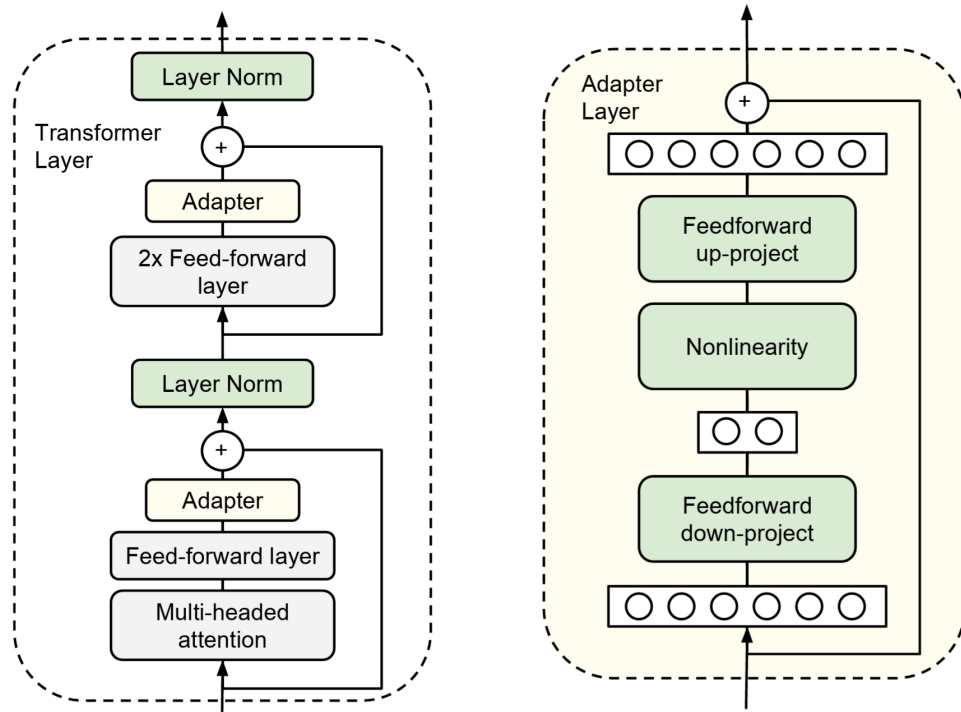 Layer Norm
Transformer
Layer
+
Adapter
2x Feed-forward
layer
Layer Norm
+
Adapter
Feed-forward layer
Multi-headed
attention
Adapter
Layer
+
Feedforward
up-project
Nonlinearity
Feedforward
down-project